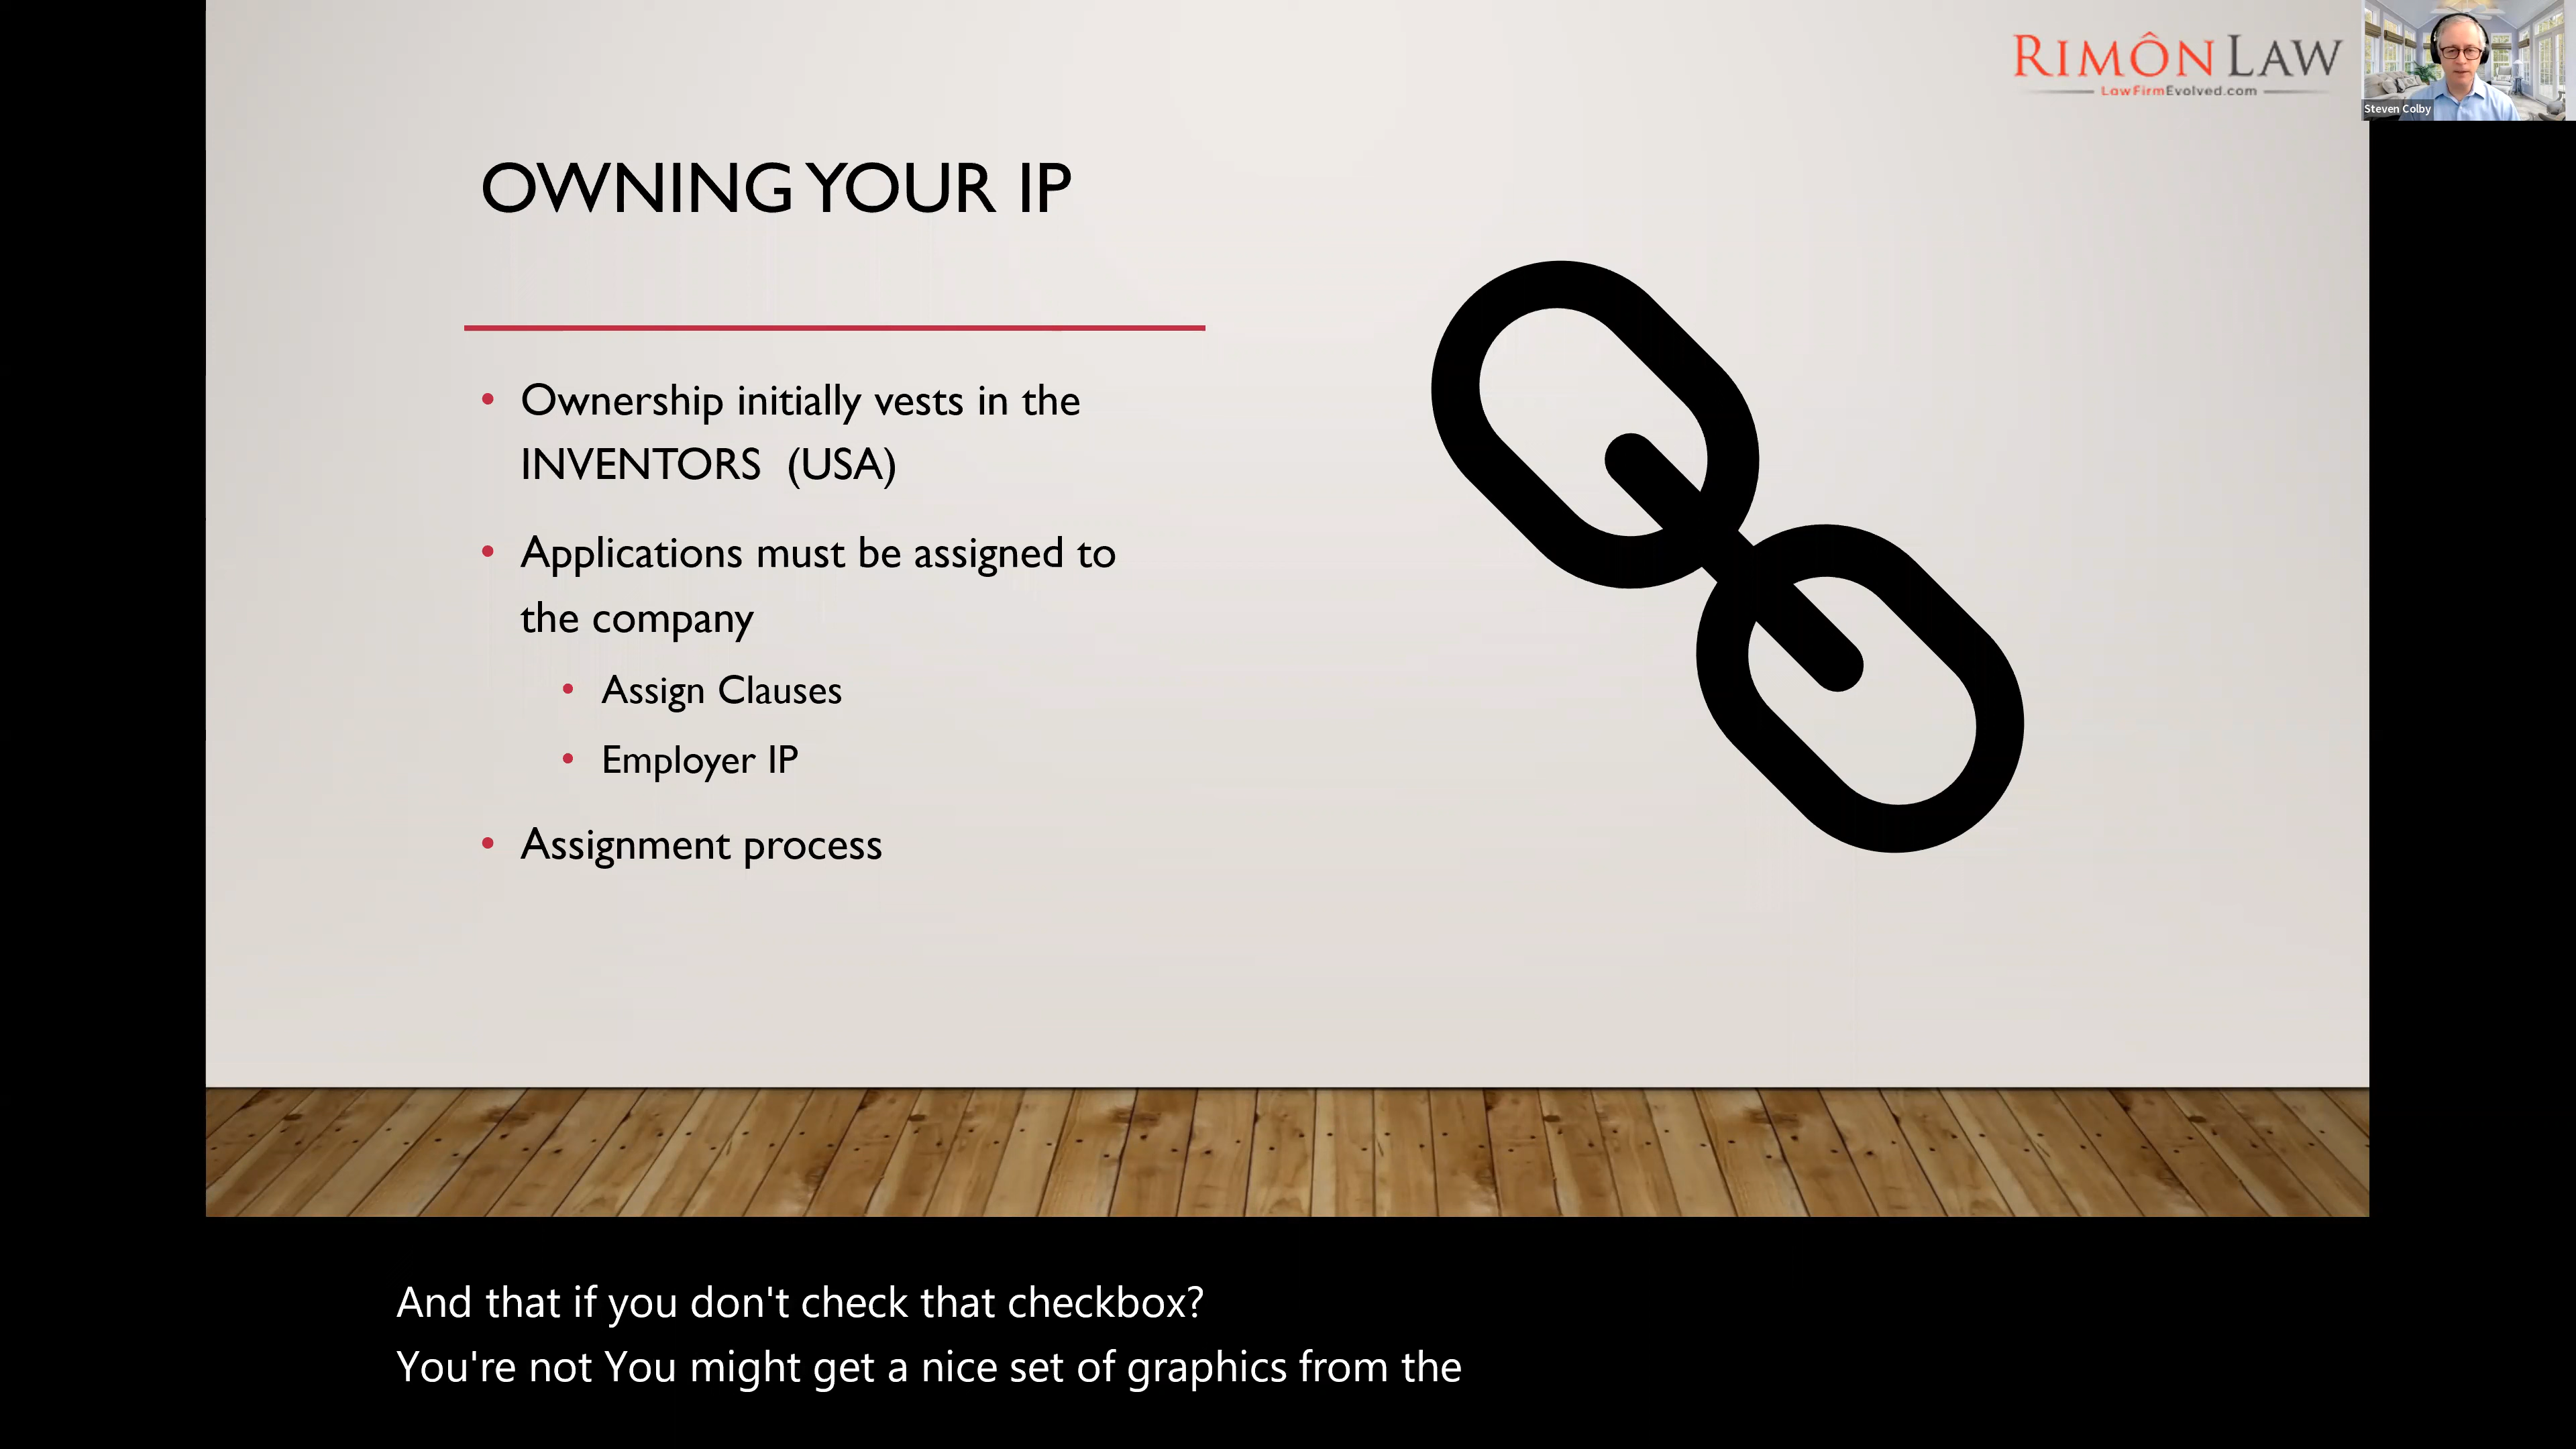 RIMÔN LAW
LawFirmEvolved.com
Steven Colby
OWNING YOUR IP
• Ownership initially vests in the
INVENTORS (USA)
• Applications must be assigned to
the company
• Assign Clauses
• Employer IP
• Assignment process
And that if you don't check that checkbox?
You're not You might get a nice set of graphics from the